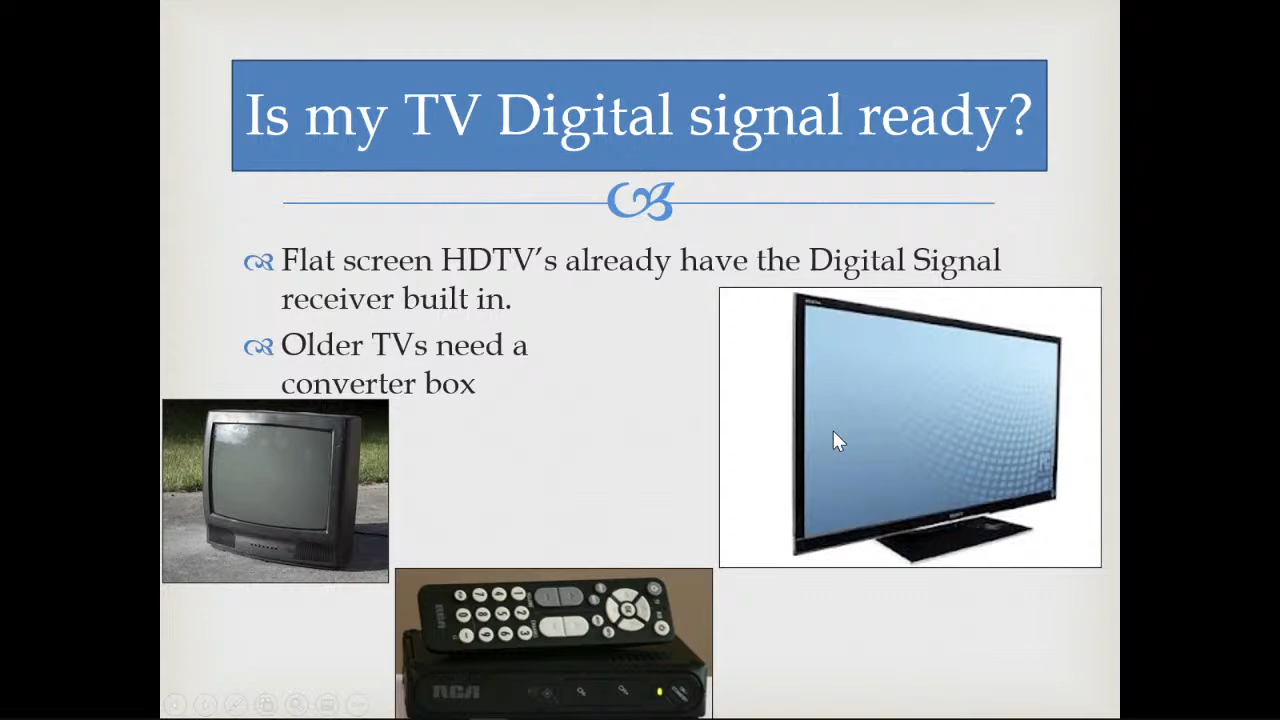 Is my TV Digital signal ready?
Flat screen HDTV’s already have the Digital Signal
receiver built in.
Older TVs need a
converter box
RCA